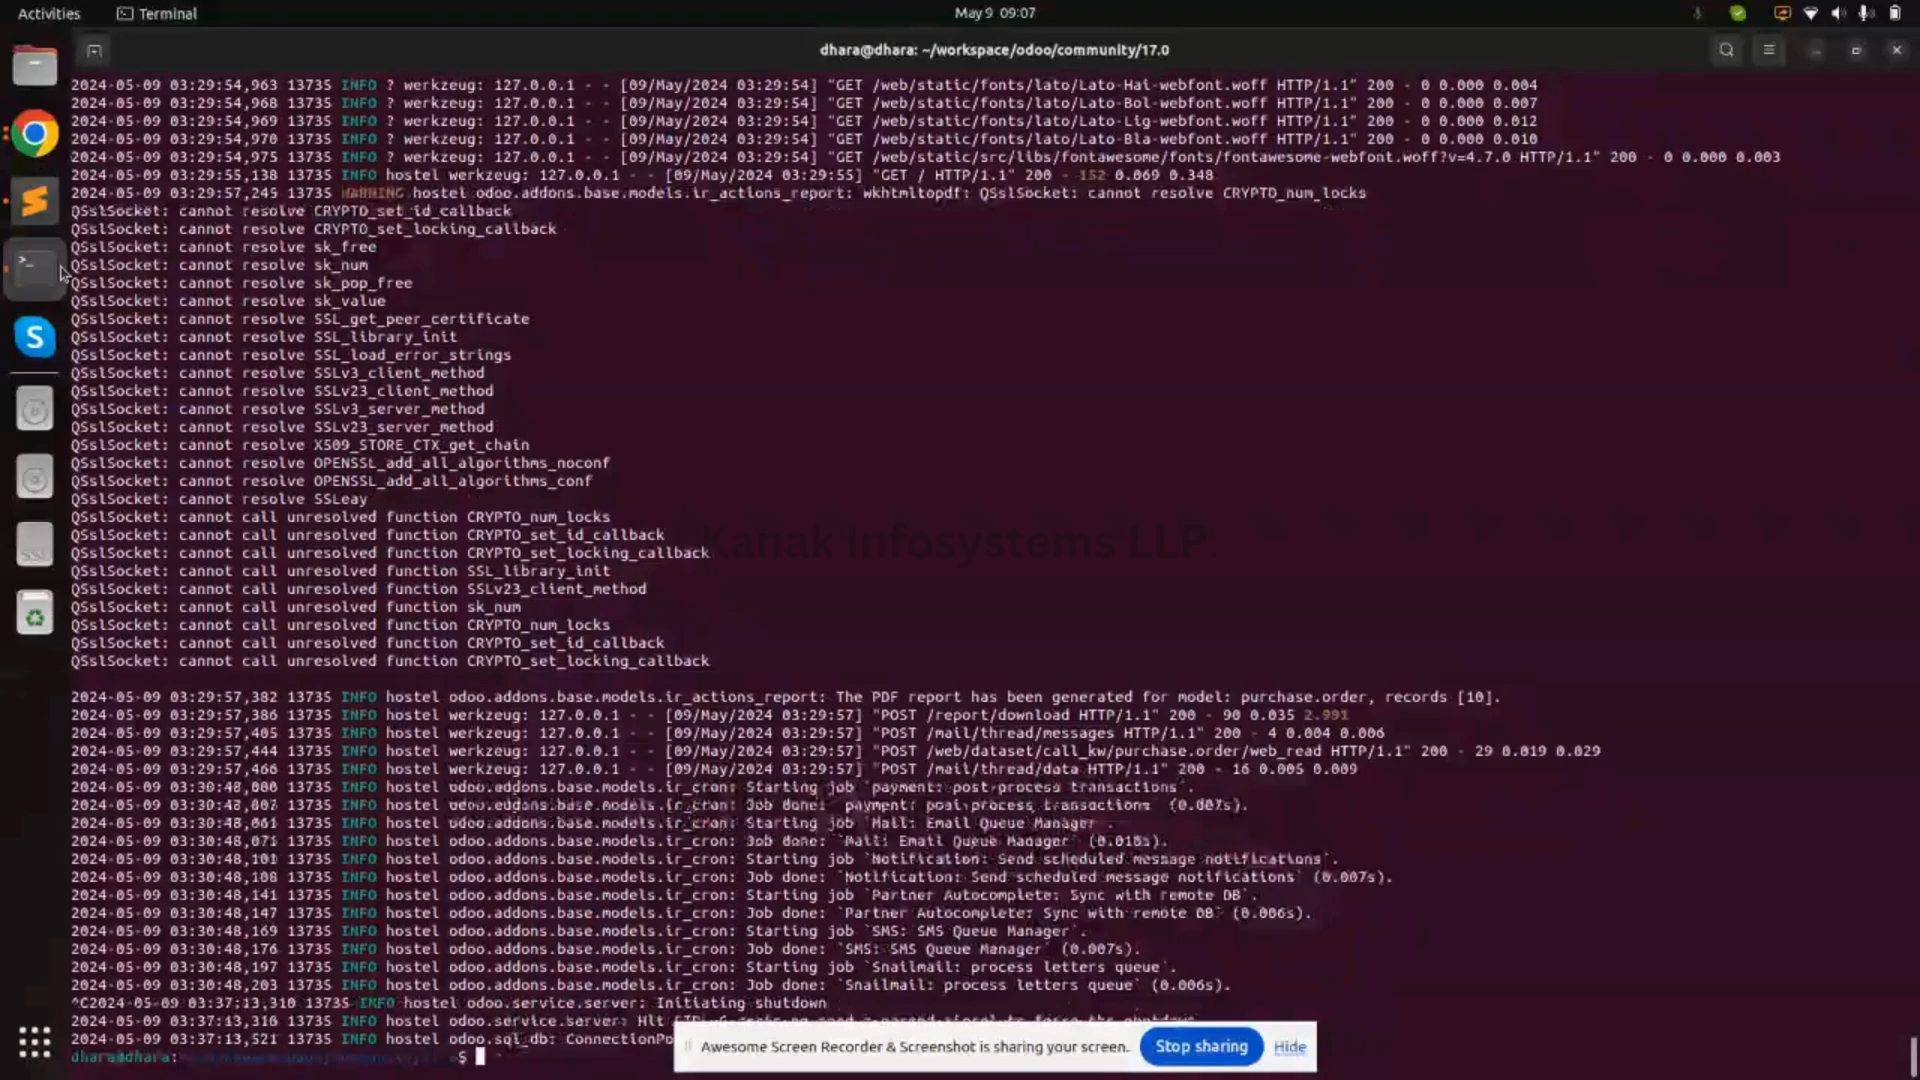 Activities Terminal May 9 09:07
dhara@dhara: ~/workspace/odoo/community/17.0
2024-05-09 03:29:54,963 13735 INFO ? werkzeug: 127.0.0.1 - - [09/May/2024 03:29:54] "GET /web/static/fonts/lato/Lato-Hai-webfont.woff HTTP/1.1" 200 - 0 0.000 0.004
2024-05-09 03:29:54,968 13735 INFO ? werkzeug: 127.0.0.1 - - [09/May/2024 03:29:54] "GET /web/static/fonts/lato/Lato-Bol-webfont.woff HTTP/1.1" 200 - 0 0.000 0.007
2024-05-09 03:29:54,969 13735 INFO ? werkzeug: 127.0.0.1 - - [09/May/2024 03:29:54] "GET /web/static/fonts/lato/Lato-Lig-webfont.woff HTTP/1.1" 200 - 0 0.000 0.012
2024-05-09 03:29:54,970 13735 INFO ? werkzeug: 127.0.0.1 - - [09/May/2024 03:29:54] "GET /web/static/fonts/lato/Lato-Bla-webfont.woff HTTP/1.1" 200 - 0 0.000 0.010
2024-05-09 03:29:54,975 13735 INFO ? werkzeug: 127.0.0.1 - - [09/May/2024 03:29:54] "GET /web/static/src/libs/fontawesome/fonts/fontawesome-webfont.woff?v=4.7.0 HTTP/1.1" 200 - 0 0.000 0.003
2024-05-09 03:29:55,138 13735 INFO hostel werkzeug: 127.0.0.1 - - [09/May/2024 03:29:55] "GET / HTTP/1.1" 200 - 152 0.069 0.348
2024-05-09 03:29:57,245 13735 WARNING hostel odoo.addons.base.models.ir_actions_report: wkhtmltopdf: QSslSocket: cannot resolve CRYPTO_num_locks
QSslSocket: cannot resolve CRYPTO_set_id_callback
QSslSocket: cannot resolve CRYPTO_set_locking_callback
QSslSocket: cannot resolve sk_free
QSslSocket: cannot resolve sk_num
QSslSocket: cannot resolve sk_pop_free
QSslSocket: cannot resolve sk_value
QSslSocket: cannot resolve SSL_get_peer_certificate
QSslSocket: cannot resolve SSL_library_init
QSslSocket: cannot resolve SSL_load_error_strings
QSslSocket: cannot resolve SSLv3_client_method
QSslSocket: cannot resolve SSLv23_client_method
QSslSocket: cannot resolve SSLv3_server_method
QSslSocket: cannot resolve SSLv23_server_method
QSslSocket: cannot resolve X509_STORE_CTX_get_chain
QSslSocket: cannot resolve OPENSSL_add_all_algorithms_noconf
QSslSocket: cannot resolve OPENSSL_add_all_algorithms_conf
QSslSocket: cannot resolve SSLeay
QSslSocket: cannot call unresolved function CRYPTO_num_locks
QSslSocket: cannot call unresolved function CRYPTO_set_id_callback
Kanak Infosystems LLP.
QSslSocket: cannot call unresolved function CRYPTO_set_locking_callback
QSslSocket: cannot call unresolved function SSL_library_init
QSslSocket: cannot call unresolved function SSLv23_client_method
QSslSocket: cannot call unresolved function sk_num
QSslSocket: cannot call unresolved function CRYPTO_num_locks
QSslSocket: cannot call unresolved function CRYPTO_set_id_callback
QSslSocket: cannot call unresolved function CRYPTO_set_locking_callback
2024-05-09 03:29:57,382 13735 INFO hostel odoo.addons.base.models.ir_actions_report: The PDF report has been generated for model: purchase.order, records [10].
2024-05-09 03:29:57,386 13735 INFO hostel werkzeug: 127.0.0.1 - - [09/May/2024 03:29:57] "POST /report/download HTTP/1.1" 200 - 90 0.035 2.991
2024-05-09 03:29:57,405 13735 INFO hostel werkzeug: 127.0.0.1 - - [09/May/2024 03:29:57] "POST /mail/thread/messages HTTP/1.1" 200 - 4 0.004 0.006
2024-05-09 03:29:57,444 13735 INFO hostel werkzeug: 127.0.0.1 - - [09/May/2024 03:29:57] "POST /web/dataset/call_kw/purchase.order/web_read HTTP/1.1" 200 - 29 0.019 0.029
2024-05-09 03:29:57,466 13735 INFO hostel werkzeug: 127.0.0.1 - - [09/May/2024 03:29:57] "POST /mail/thread/data HTTP/1.1" 200 - 16 0.005 0.009
2024-05-09 03:30:48,000 13735 INFO hostel odoo.addons.base.models.ir_cron: Starting job `payment: post-process transactions`.
2024-05-09 03:30:48,007 13735 INFO hostel odoo.addons.base.models.ir_cron: Job done: `payment: post-process transactions` (0.007s).
2024-05-09 03:30:48,061 13735 INFO hostel odoo.addons.base.models.ir_cron: Starting job `Mail: Email Queue Manager`.
2024-05-09 03:30:48,071 13735 INFO hostel odoo.addons.base.models.ir_cron: Job done: `Mail: Email Queue Manager` (0.010s).
2024-05-09 03:30:48,101 13735 INFO hostel odoo.addons.base.models.ir_cron: Starting job `Notification: Send scheduled message notifications`.
2024-05-09 03:30:48,108 13735 INFO hostel odoo.addons.base.models.ir_cron: Job done: `Notification: Send scheduled message notifications` (0.007s).
2024-05-09 03:30:48,141 13735 INFO hostel odoo.addons.base.models.ir_cron: Starting job `Partner Autocomplete: Sync with remote DB`.
2024-05-09 03:30:48,147 13735 INFO hostel odoo.addons.base.models.ir_cron: Job done: `Partner Autocomplete: Sync with remote DB` (0.006s).
2024-05-09 03:30:48,169 13735 INFO hostel odoo.addons.base.models.ir_cron: Starting job `SMS: SMS Queue Manager`.
2024-05-09 03:30:48,176 13735 INFO hostel odoo.addons.base.models.ir_cron: Job done: `SMS: SMS Queue Manager` (0.007s).
2024-05-09 03:30:48,197 13735 INFO hostel odoo.addons.base.models.ir_cron: Starting job `Snailmail: process letters queue`.
2024-05-09 03:30:48,203 13735 INFO hostel odoo.addons.base.models.ir_cron: Job done: `Snailmail: process letters queue` (0.006s).
^C2024-05-09 03:37:13,310 13735 INFO hostel odoo.service.server: Initiating shutdown
2024-05-09 03:37:13,316 13735 INFO hostel odoo.service.server: Hit
2024-05-09 03:37:13,521 13735 INFO hostel odoo.sql_db: ConnectionPo
dhara@dhara: $
Awesome Screen Recorder & Screenshot is sharing your screen. Stop sharing Hide